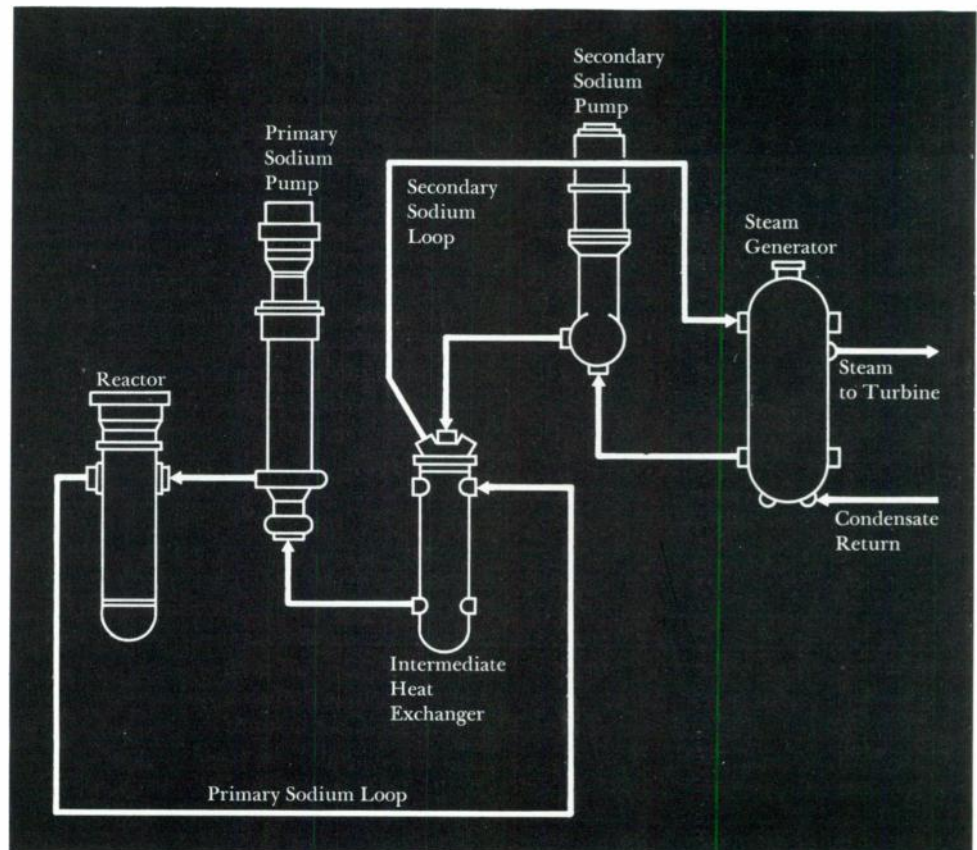 Secondary
Sodium
Pump
Primary
Sodium
Pump
Secondary
Sodium
Loop
Steam
Generator
Reactor
Steam
to Turbine
Condensate
Return
Intermediate
Heat
Exchanger
Primary Sodium Loop